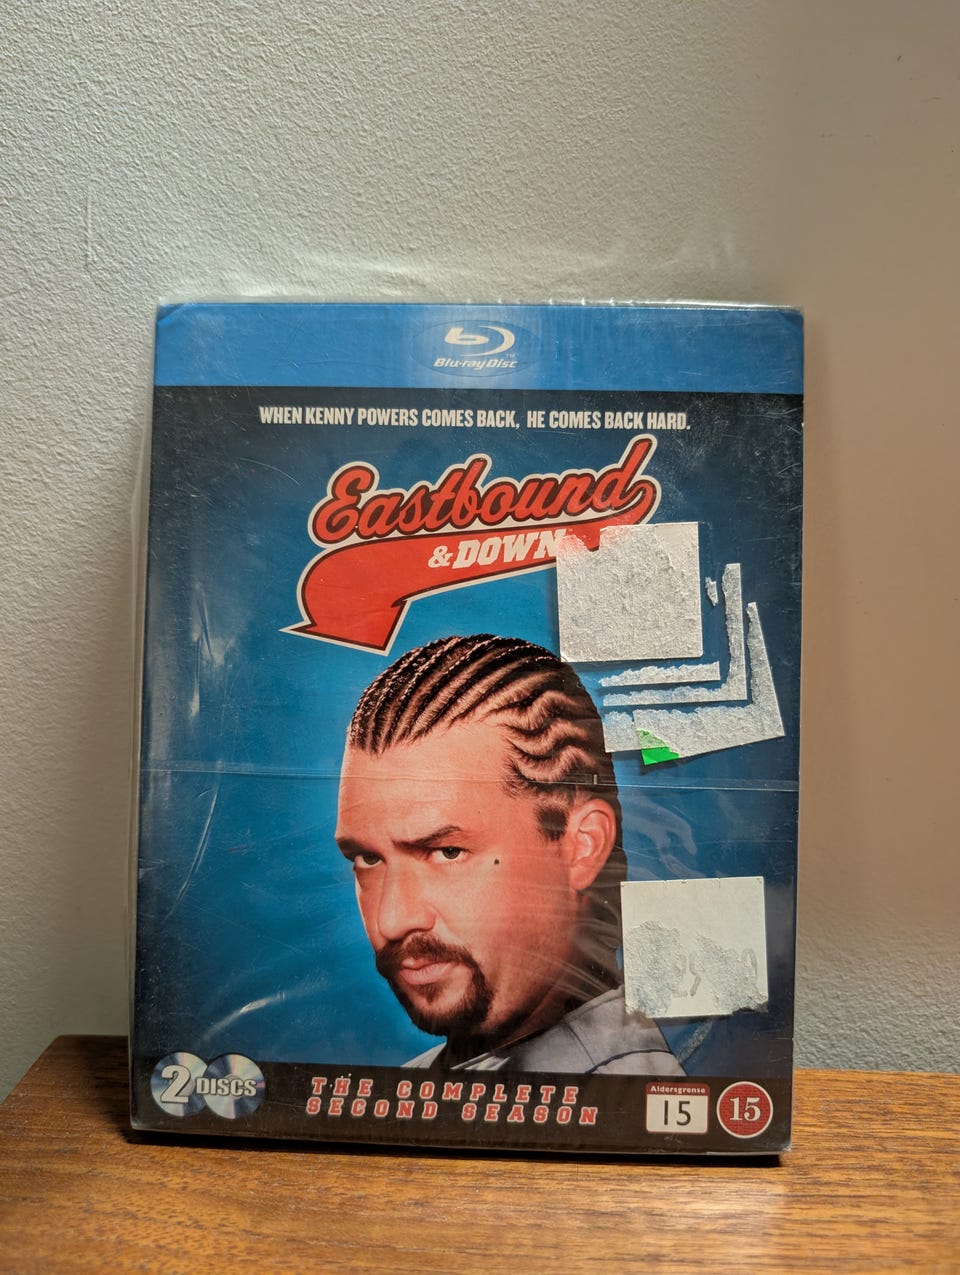 Blu-ray Disc™
WHEN KENNY POWERS COMES BACK, HE COMES BACK HARD.
Eastbound
& DOWN
2 DISCS
THE COMPLETE
SECOND SEASON
Aldersgrense
15
15